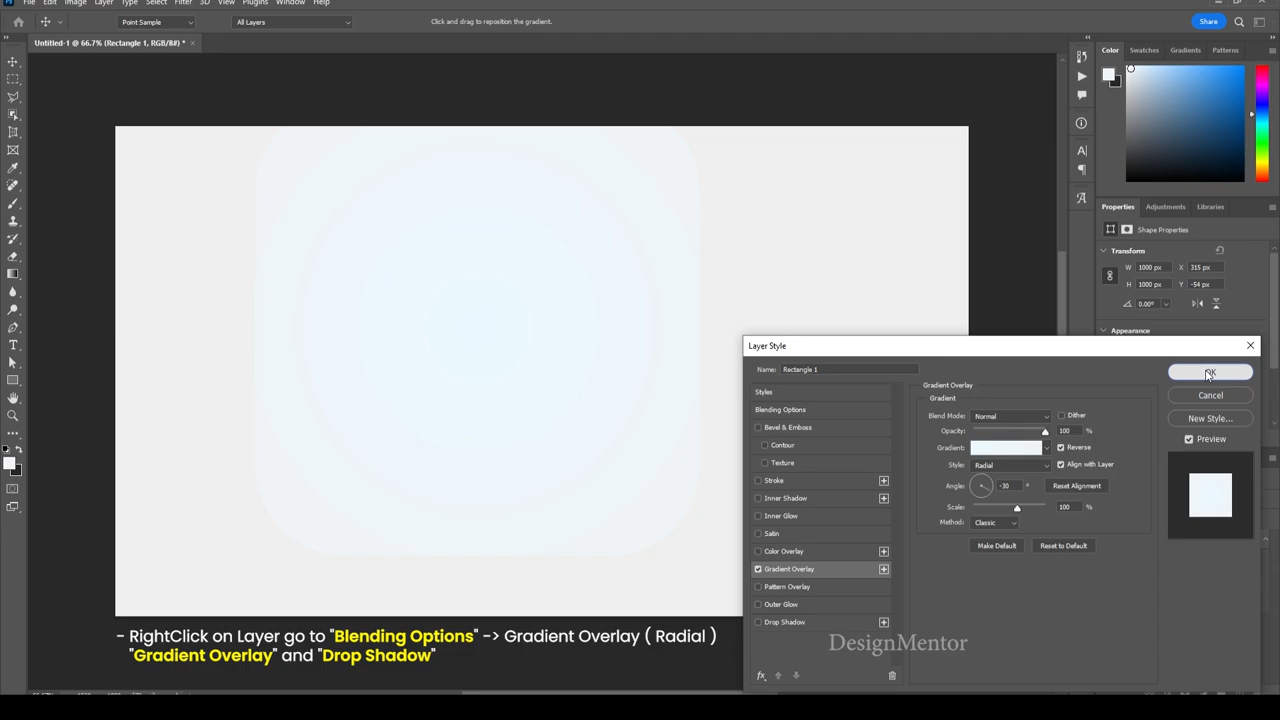 File Edit Image Layer Type Select Filter 3D View Plugins Window Help
Point Sample All Layers Click and drag to reposition the gradient. Share
Untitled-1 @ 66.7% (Rectangle 1, RGB/8#) * ×
Color Swatches Gradients Patterns
Properties Adjustments Libraries
Shape Properties
Transform
W 1000 px X 315 px
H 1000 px Y -54 px
0.00°
Appearance
Layer Style
Name: Rectangle 1
Styles
Blending Options
Bevel & Emboss
Contour
Texture
Stroke
Inner Shadow
Inner Glow
Satin
Color Overlay
Gradient Overlay
Pattern Overlay
Outer Glow
Drop Shadow
fx
Gradient Overlay
Gradient
Blend Mode: Normal Dither
Opacity: 100 %
Gradient: Reverse
Style: Radial Align with Layer
Angle: -30 ° Reset Alignment
Scale: 100 %
Method: Classic
Make Default Reset to Default
OK
Cancel
New Style...
Preview
- RightClick on Layer go to "Blending Options" -> Gradient Overlay ( Radial )
"Gradient Overlay" and "Drop Shadow"
DesignMentor